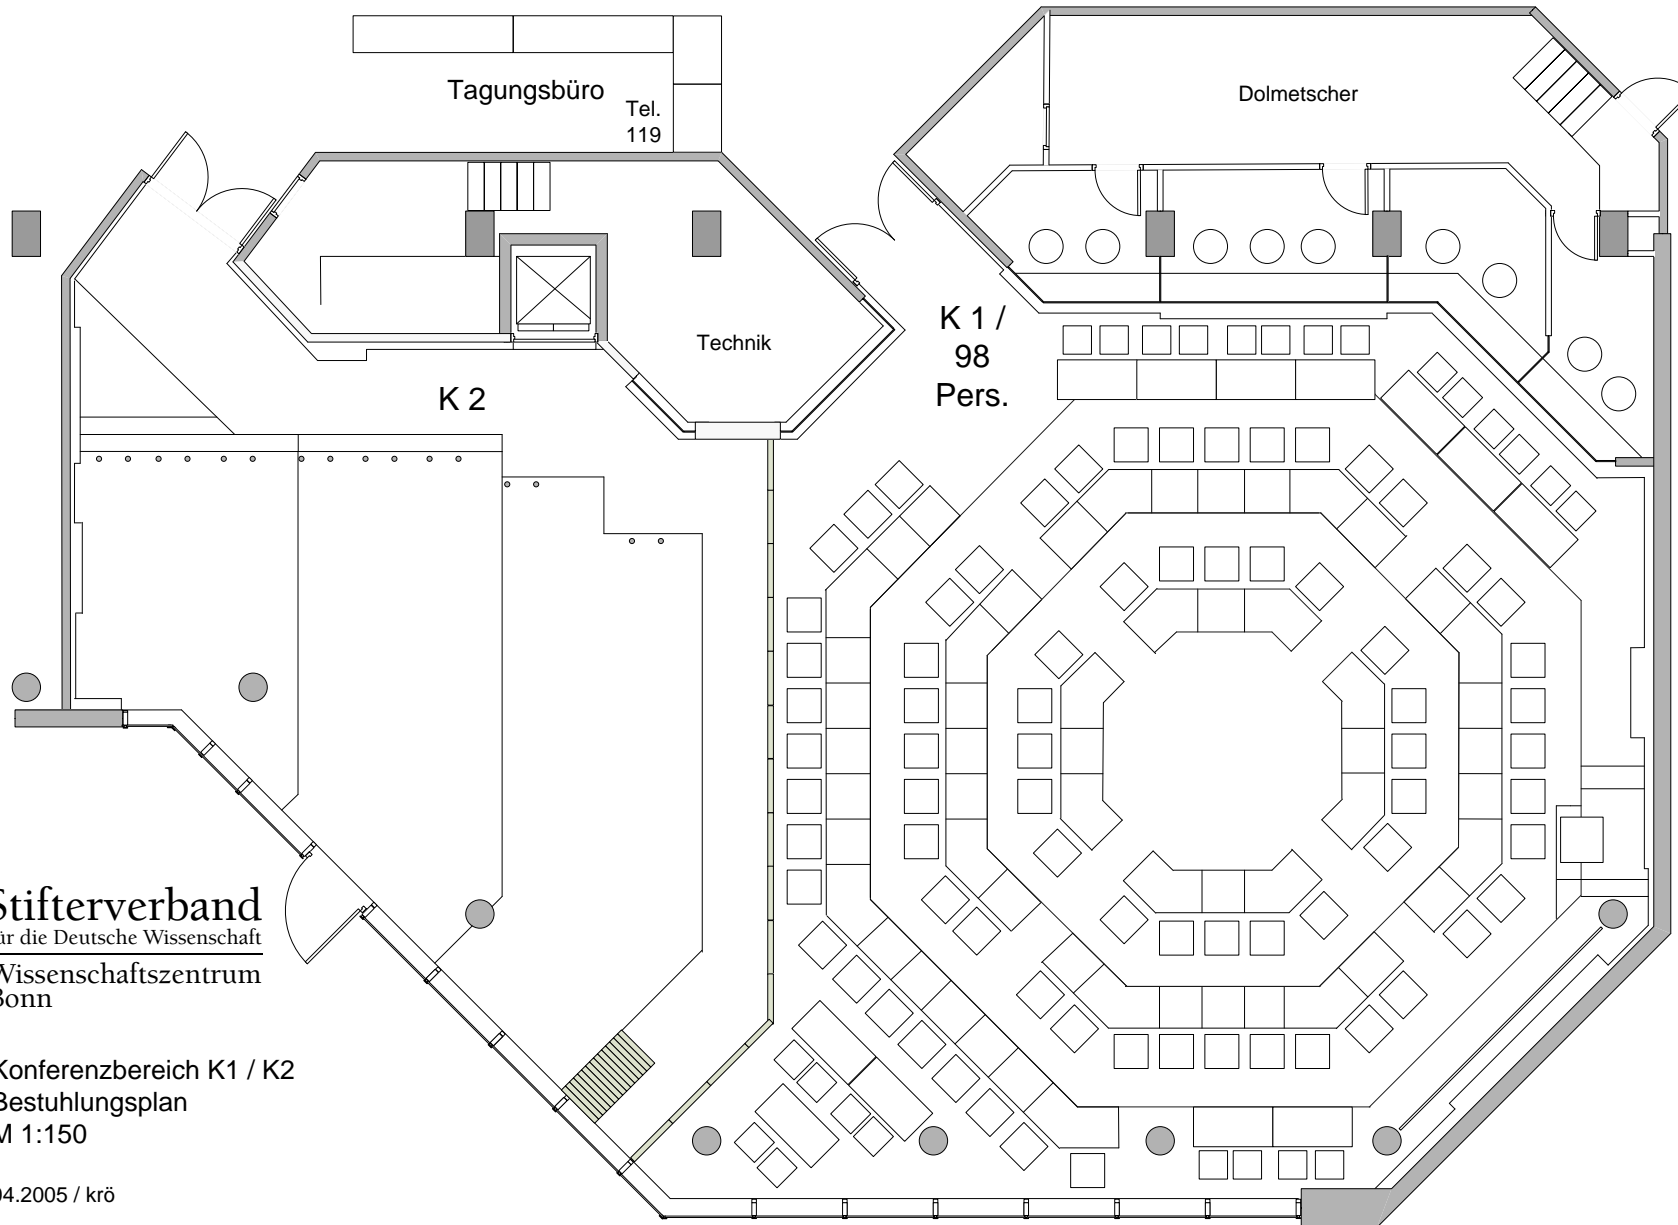 Tagungsbüro
Tel.
119
Dolmetscher
K 1 /
98
Pers.
Technik
K 2
Stifterverband
für die Deutsche Wissenschaft
Wissenschaftszentrum
Bonn
Konferenzbereich K1 / K2
Bestuhlungsplan
M 1:150
04.2005 / krö